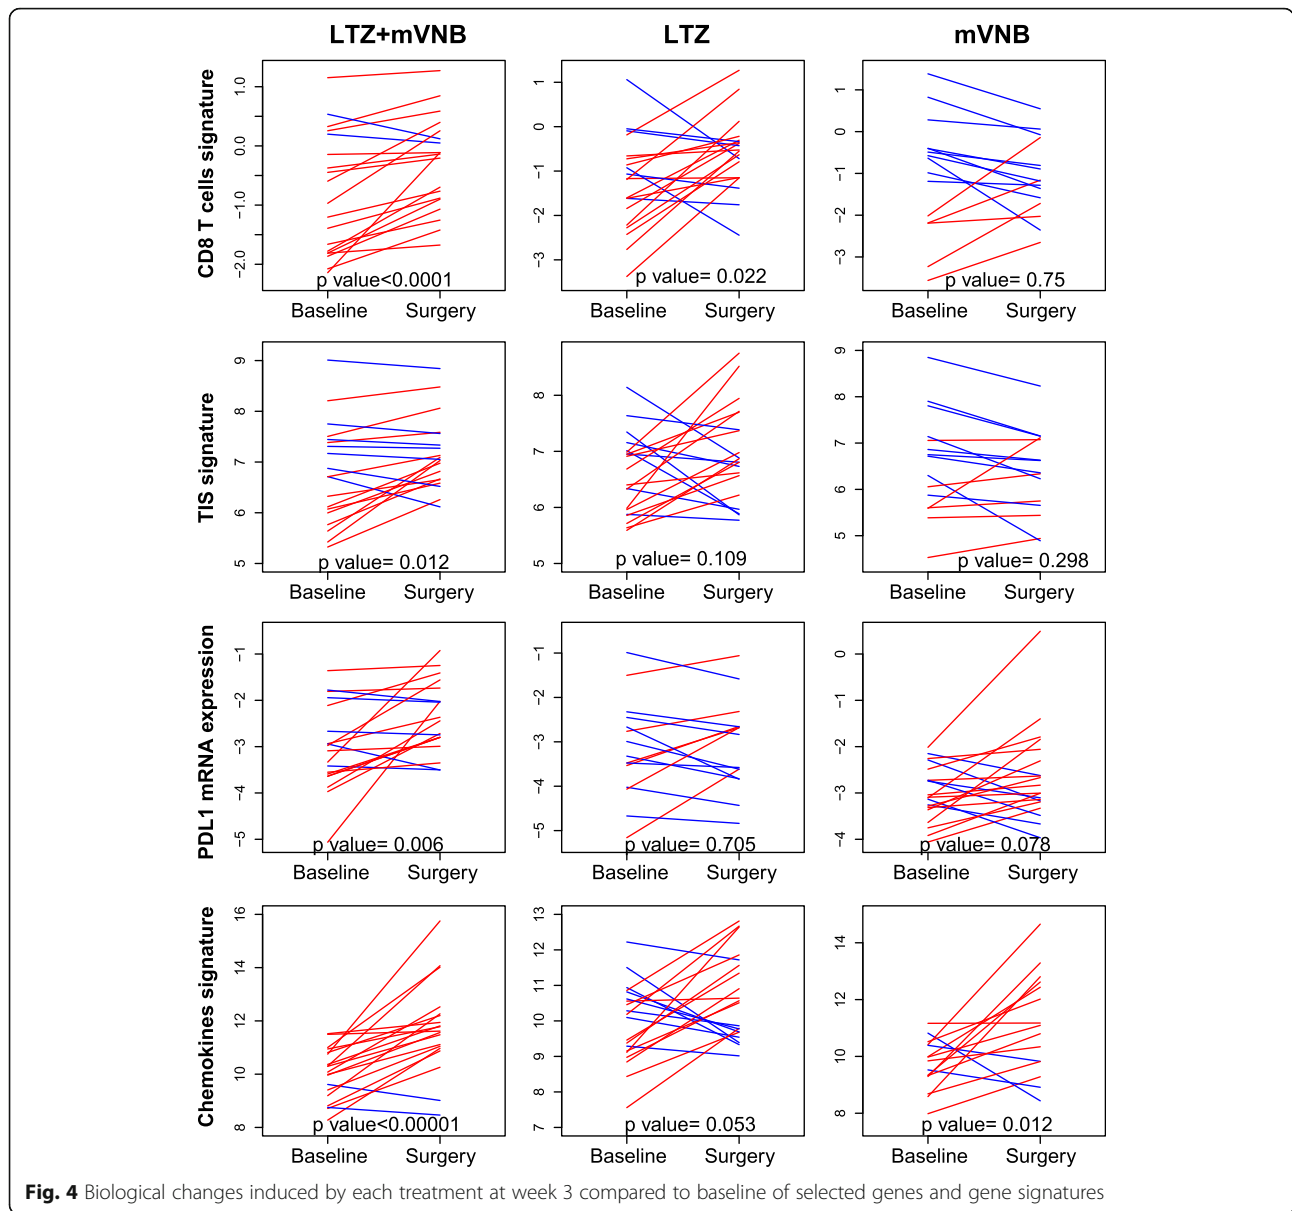 LTZ+mVNB LTZ mVNB
CD8 T cells signature
1.0
0.0
−1.0
−2.0
p value<0.0001
Baseline Surgery
1
0
−1
−2
−3
p value= 0.022
Baseline Surgery
1
0
−1
−3
p value= 0.75
Baseline Surgery
TIS signature
9
8
7
6
5
p value= 0.012
Baseline Surgery
8
7
6
5
p value= 0.109
Baseline Surgery
9
8
7
6
5
p value= 0.298
Baseline Surgery
PDL1 mRNA expression
−1
−2
−3
−4
−5
p value= 0.006
Baseline Surgery
−1
−2
−3
−4
−5
p value= 0.705
Baseline Surgery
0
−1
−2
−3
−4
p value= 0.078
Baseline Surgery
Chemokines signature
16
14
12
10
8
p value<0.00001
Baseline Surgery
13
12
11
10
9
8
7
p value= 0.053
Baseline Surgery
14
12
10
8
p value= 0.012
Baseline Surgery
Fig. 4 Biological changes induced by each treatment at week 3 compared to baseline of selected genes and gene signatures